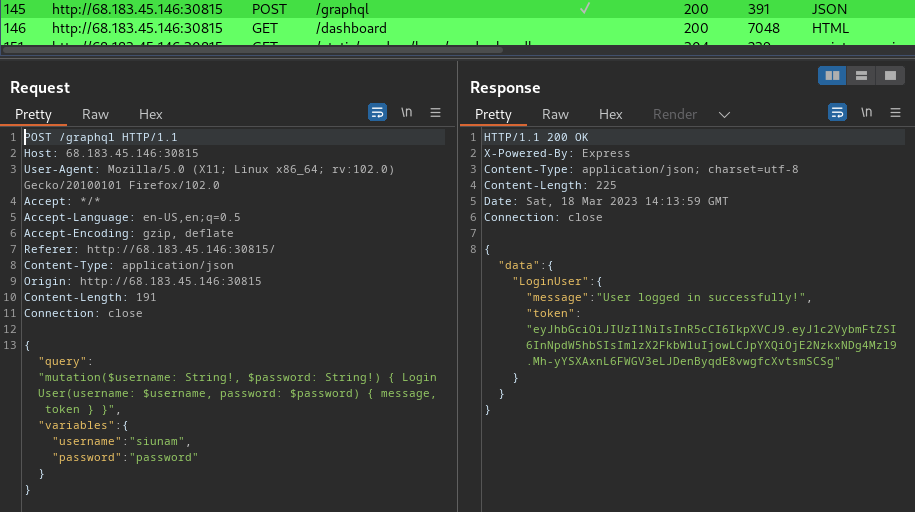 145 http://68.183.45.146:30815 POST /graphql ✓ 200 391 JSON
146 http://68.183.45.146:30815 GET /dashboard 200 7048 HTML
Request
Pretty Raw Hex
\n
1 POST /graphql HTTP/1.1
2 Host: 68.183.45.146:30815
3 User-Agent: Mozilla/5.0 (X11; Linux x86_64; rv:102.0)
Gecko/20100101 Firefox/102.0
4 Accept: */*
5 Accept-Language: en-US,en;q=0.5
6 Accept-Encoding: gzip, deflate
7 Referer: http://68.183.45.146:30815/
8 Content-Type: application/json
9 Origin: http://68.183.45.146:30815
10 Content-Length: 191
11 Connection: close
12
13 {
"query":
"mutation($username: String!, $password: String!) { Login
User(username: $username, password: $password) { message,
token } }",
"variables":{
"username":"siunam",
"password":"password"
}
}
Response
Pretty Raw Hex Render
\n
1 HTTP/1.1 200 OK
2 X-Powered-By: Express
3 Content-Type: application/json; charset=utf-8
4 Content-Length: 225
5 Date: Sat, 18 Mar 2023 14:13:59 GMT
6 Connection: close
7
8 {
"data":{
"LoginUser":{
"message":"User logged in successfully!",
"token":
"eyJhbGciOiJIUzI1NiIsInR5cCI6IkpXVCJ9.eyJ1c2VybmFtZSI
6InNpdW5hbSIsImlzX2FkbWluIjowLCJpYXQiOjE2NzkxNDg4Mzl9
.Mh-yYSXAxnL6FWGV3eLJDenByqdE8vwgfcXvtsmSCSg"
}
}
}